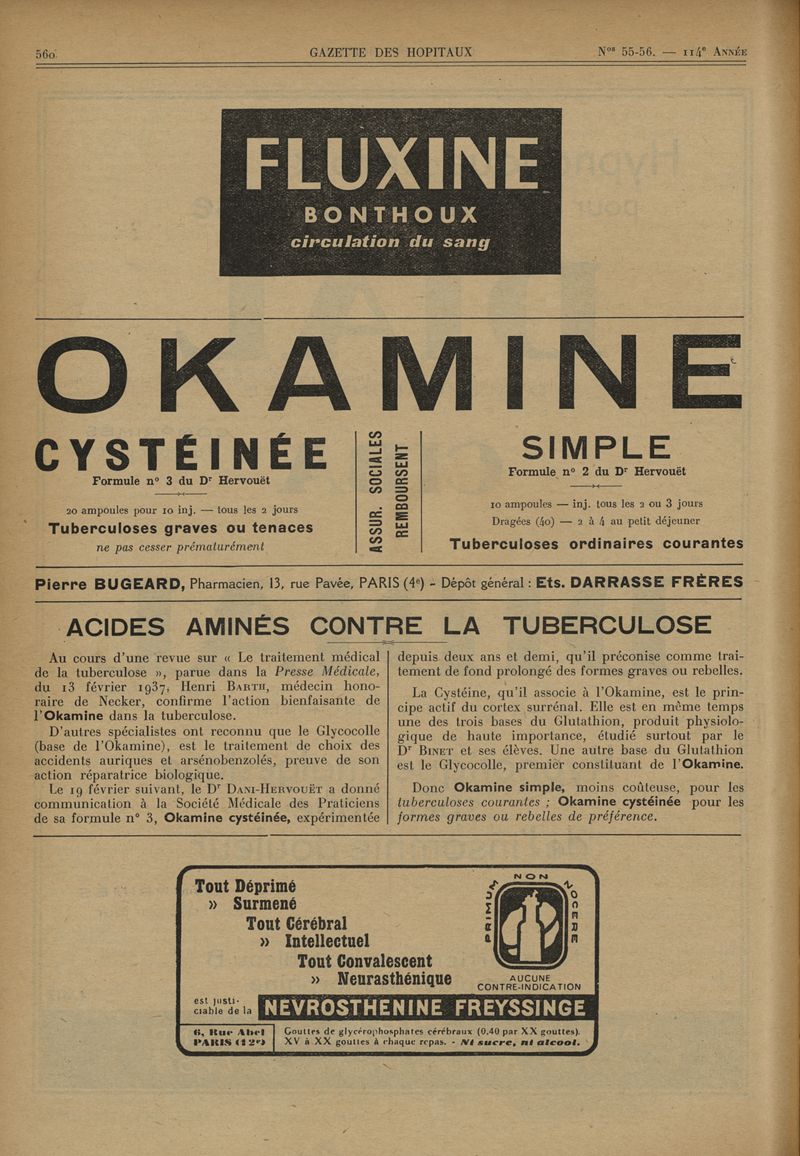 560
GAZETTE DES HOPITAUX
Nos 55-56. — 114e ANNÉE
FLUXINE
BONTHOUX
circulation du sang
OKAMINE
CYSTÉINÉE
Formule n° 3 du Dr Hervouët
20 ampoules pour 10 inj. — tous les 2 jours
Tuberculoses graves ou tenaces
ne pas cesser prématurément
ASSUR. SOCIALES
REMBOURSENT
SIMPLE
Formule n° 2 du Dr Hervouët
10 ampoules — inj. tous les 2 ou 3 jours
Dragées (40) — 2 à 4 au petit déjeuner
Tuberculoses ordinaires courantes
Pierre BUGEARD, Pharmacien, 13, rue Pavée, PARIS (4e) - Dépôt général : Ets. DARRASSE FRÈRES
ACIDES AMINÉS CONTRE LA TUBERCULOSE
Au cours d'une revue sur « Le traitement médical
de la tuberculose », parue dans la Presse Médicale,
du 13 février 1937, Henri BARTH, médecin hono-
raire de Necker, confirme l'action bienfaisante de
l'Okamine dans la tuberculose.
D'autres spécialistes ont reconnu que le Glycocolle
(base de l'Okamine), est le traitement de choix des
accidents auriques et arsénobenzolés, preuve de son
action réparatrice biologique.
Le 19 février suivant, le Dr DANI-HERVOUËT a donné
communication à la Société Médicale des Praticiens
de sa formule n° 3, Okamine cystéinée, expérimentée
depuis deux ans et demi, qu'il préconise comme trai-
tement de fond prolongé des formes graves ou rebelles.
La Cystéine, qu'il associe à l'Okamine, est le prin-
cipe actif du cortex surrénal. Elle est en même temps
une des trois bases du Glutathion, produit physiolo-
gique de haute importance, étudié surtout par le
Dr BINET et ses élèves. Une autre base du Glutathion
est le Glycocolle, premier constituant de l'Okamine.
Donc Okamine simple, moins coûteuse, pour les
tuberculoses courantes ; Okamine cystéinée pour les
formes graves ou rebelles de préférence.
Tout Déprimé
» Surmené
Tout Cérébral
» Intellectuel
Tout Convalescent
» Neurasthénique
PRIMUM NON NOCERE
AUCUNE
CONTRE-INDICATION
est justi-
ciable de la
NÉVROSTHÉNINE FREYSSINGE
6, Rue Abel
PARIS (12e)
Gouttes de glycérophosphates cérébraux (0,40 par XX gouttes).
XV à XX gouttes à chaque repas. - Ni sucre, ni alcool.